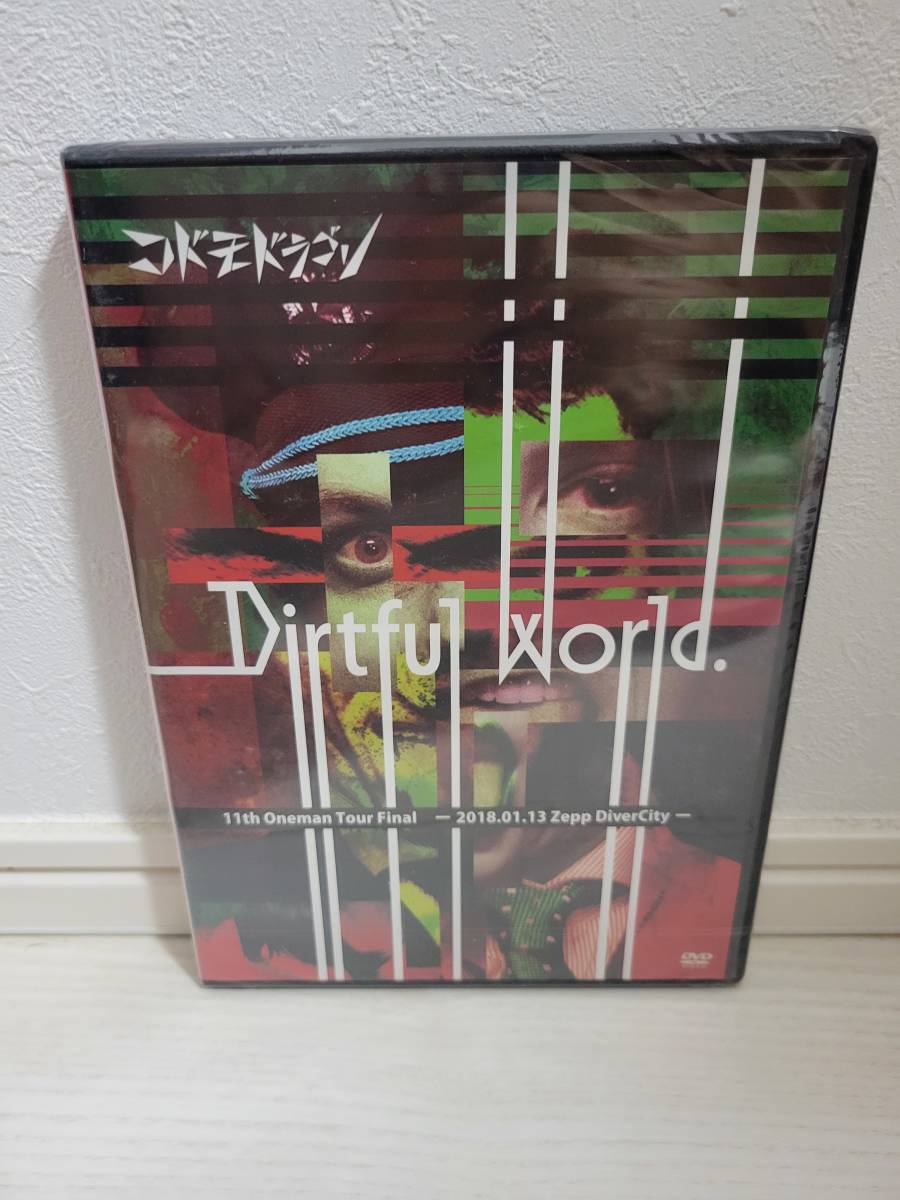 コドモドラゴン
Dirtful World.
11th Oneman Tour Final － 2018.01.13 Zepp DiverCity －
DVD
VIDEO